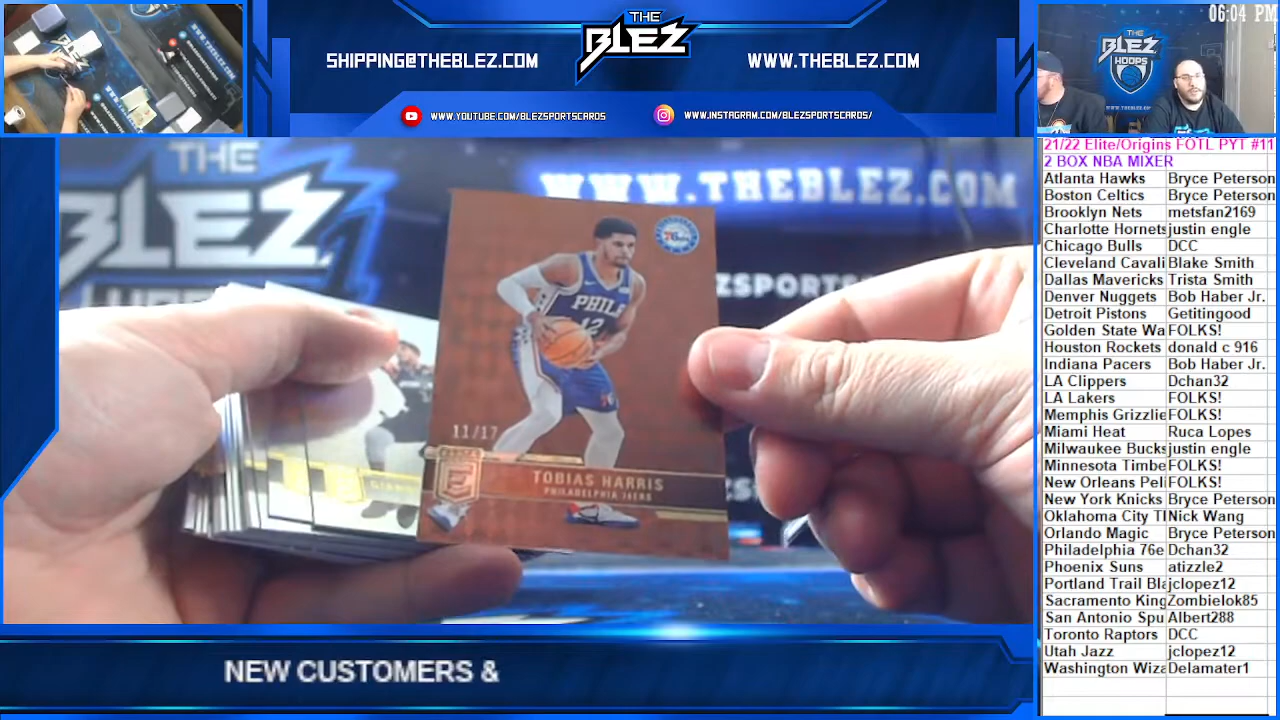 06:04 PM
THE
BLEZ
SHIPPING@THEBLEZ.COM
WWW.THEBLEZ.COM
WWW.YOUTUBE.COM/BLEZSPORTSCARDS
WWW.INSTAGRAM.COM/BLEZSPORTSCARDS/
THE
BLEZ
HOOPS
THE
BLEZ
WWW.THEBLEZ.COM
76ers
PHILA
12
11/17
E
TOBIAS HARRIS
PHILADELPHIA 76ERS
NEW CUSTOMERS &
21/22 Elite/Origins FOTL PYT #11
2 BOX NBA MIXER
Atlanta Hawks Bryce Peterson
Boston Celtics Bryce Peterson
Brooklyn Nets metsfan2169
Charlotte Hornets justin engle
Chicago Bulls DCC
Cleveland Cavali Blake Smith
Dallas Mavericks Trista Smith
Denver Nuggets Bob Haber Jr.
Detroit Pistons Getitingood
Golden State Wa FOLKS!
Houston Rockets donald c 916
Indiana Pacers Bob Haber Jr.
LA Clippers Dchan32
LA Lakers FOLKS!
Memphis Grizzlie FOLKS!
Miami Heat Ruca Lopes
Milwaukee Bucks justin engle
Minnesota Timbe FOLKS!
New Orleans Peli FOLKS!
New York Knicks Bryce Peterson
Oklahoma City Tl Nick Wang
Orlando Magic Bryce Peterson
Philadelphia 76e Dchan32
Phoenix Suns atizzle2
Portland Trail Bla jclopez12
Sacramento King Zombielok85
San Antonio Spu Albert288
Toronto Raptors DCC
Utah Jazz jclopez12
Washington Wiza Delamater1